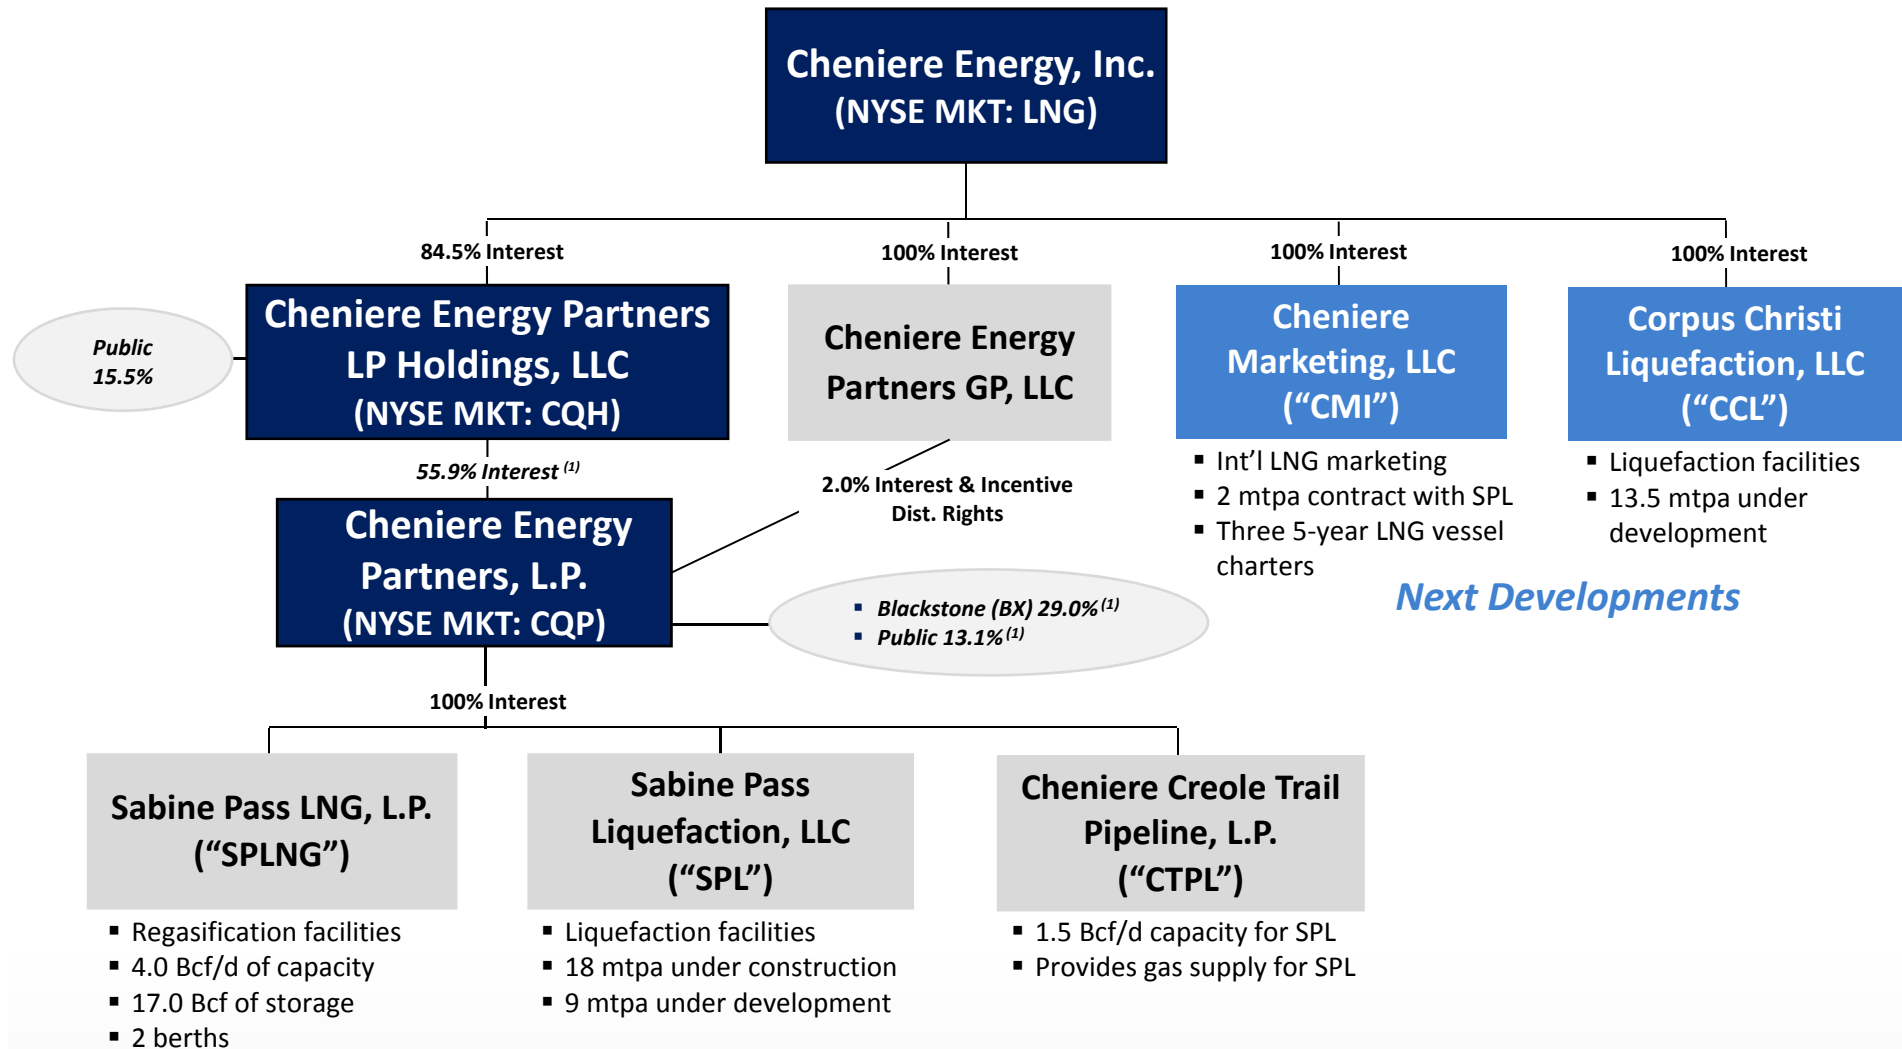 Cheniere Energy, Inc.
(NYSE MKT: LNG)
84.5% Interest
100% Interest
100% Interest
100% Interest
Public
15.5%
Cheniere Energy Partners
LP Holdings, LLC
(NYSE MKT: CQH)
Cheniere Energy
Partners GP, LLC
Cheniere
Marketing, LLC
(“CMI”)
Corpus Christi
Liquefaction, LLC
(“CCL”)
▪ Int’l LNG marketing
▪ 2 mtpa contract with SPL
▪ Three 5-year LNG vessel
charters
▪ Liquefaction facilities
▪ 13.5 mtpa under
development
55.9% Interest (1)
2.0% Interest & Incentive
Dist. Rights
Cheniere Energy
Partners, L.P.
(NYSE MKT: CQP)
▪ Blackstone (BX) 29.0% (1)
▪ Public 13.1% (1)
Next Developments
100% Interest
Sabine Pass LNG, L.P.
(“SPLNG”)
▪ Regasification facilities
▪ 4.0 Bcf/d of capacity
▪ 17.0 Bcf of storage
▪ 2 berths
Sabine Pass
Liquefaction, LLC
(“SPL”)
▪ Liquefaction facilities
▪ 18 mtpa under construction
▪ 9 mtpa under development
Cheniere Creole Trail
Pipeline, L.P.
(“CTPL”)
▪ 1.5 Bcf/d capacity for SPL
▪ Provides gas supply for SPL